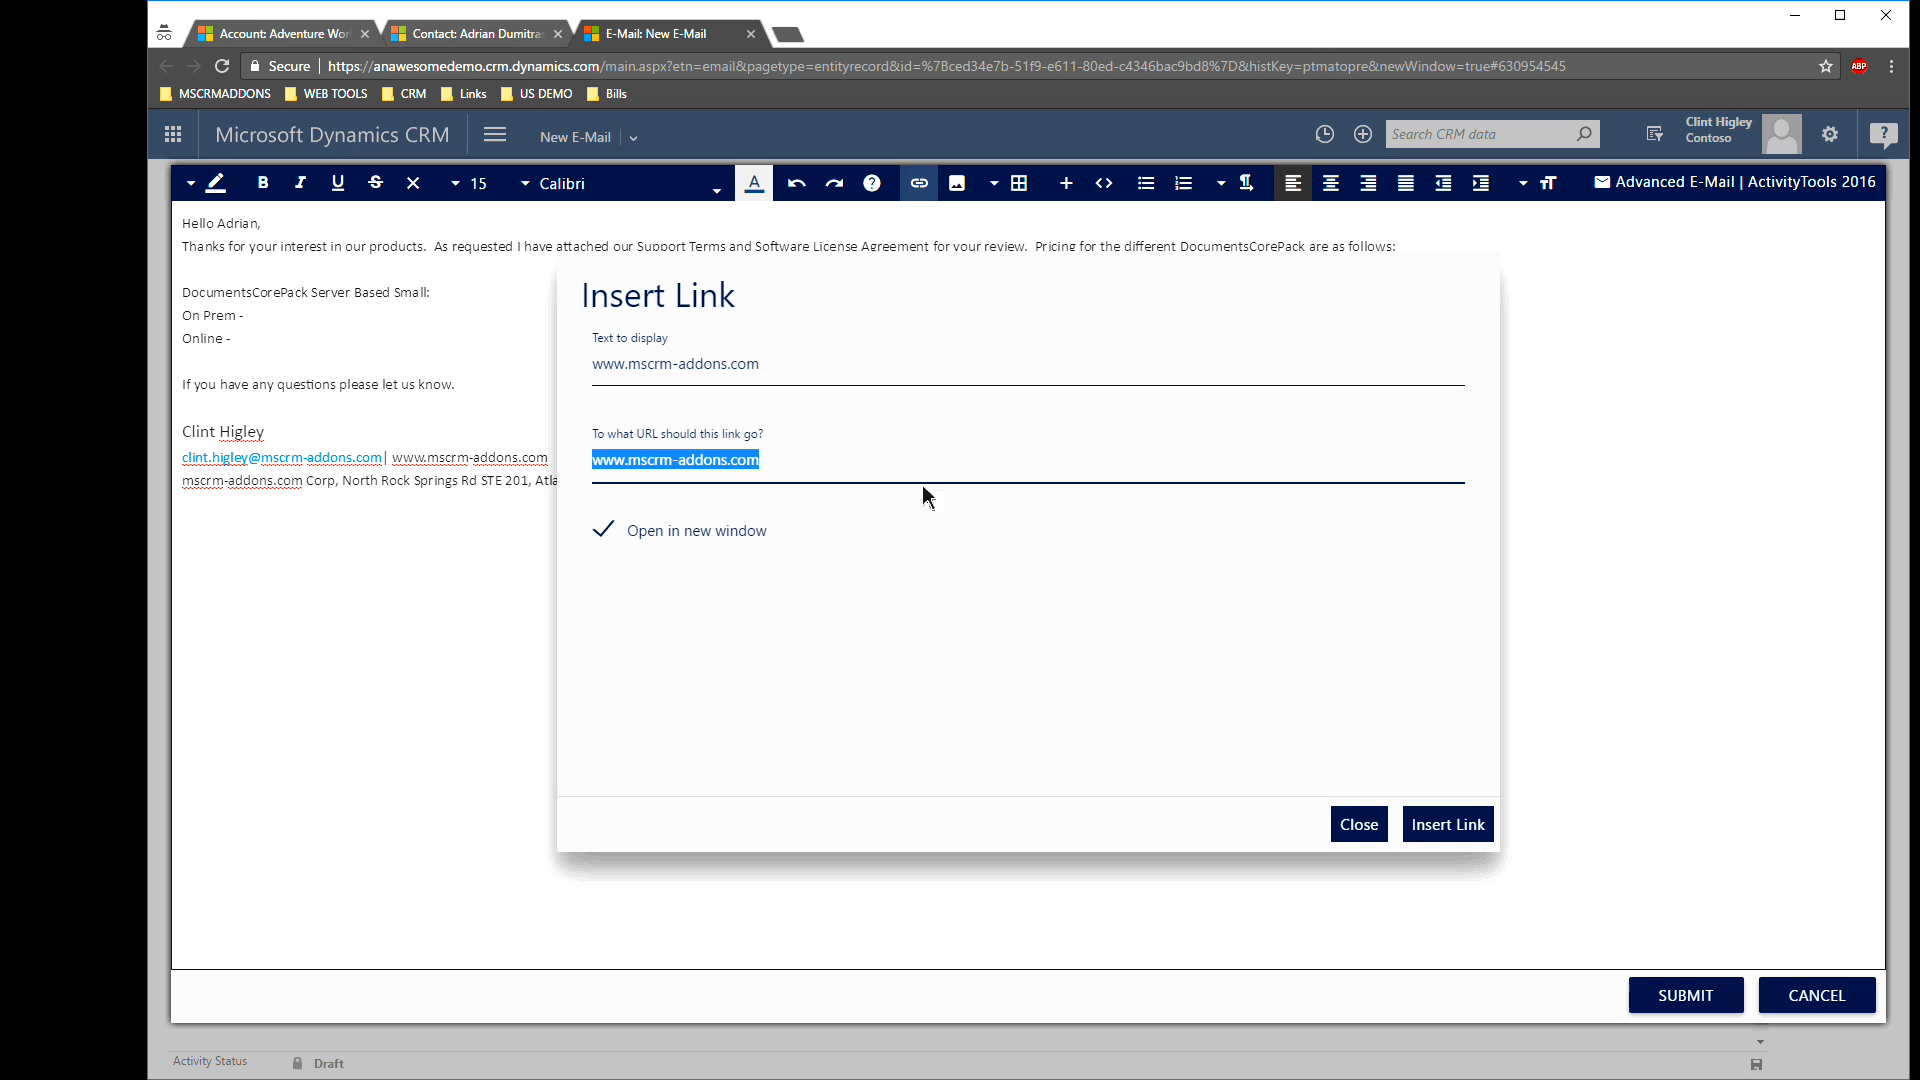 Account: Adventure Wor
Contact: Adrian Dumitra
E-Mail: New E-Mail
Secure
https://anawesomedemo.crm.dynamics.com/main.aspx?etn=email&pagetype=entityrecord&id=%7Bced34e7b-51f9-e611-80ed-c4346bac9bd8%7D&histKey=ptmatopre&newWindow=true#630954545
ABP
MSCRMADDONS WEB TOOLS CRM Links US DEMO Bills
Microsoft Dynamics CRM
New E-Mail
Search CRM data
Clint Higley
Contoso
B I U S 15 Calibri A
Advanced E-Mail | ActivityTools 2016
Hello Adrian,
Thanks for your interest in our products. As requested I have attached our Support Terms and Software License Agreement for your review. Pricing for the different DocumentsCorePack are as follows:
DocumentsCorePack Server Based Small:
On Prem -
Online -
If you have any questions please let us know.
Clint Higley
clint.higley@mscrm-addons.com| www.mscrm-addons.com
mscrm-addons.com Corp, North Rock Springs Rd STE 201, Atla
Insert Link
Text to display
www.mscrm-addons.com
To what URL should this link go?
www.mscrm-addons.com
Open in new window
Close
Insert Link
SUBMIT
CANCEL
Activity Status
Draft